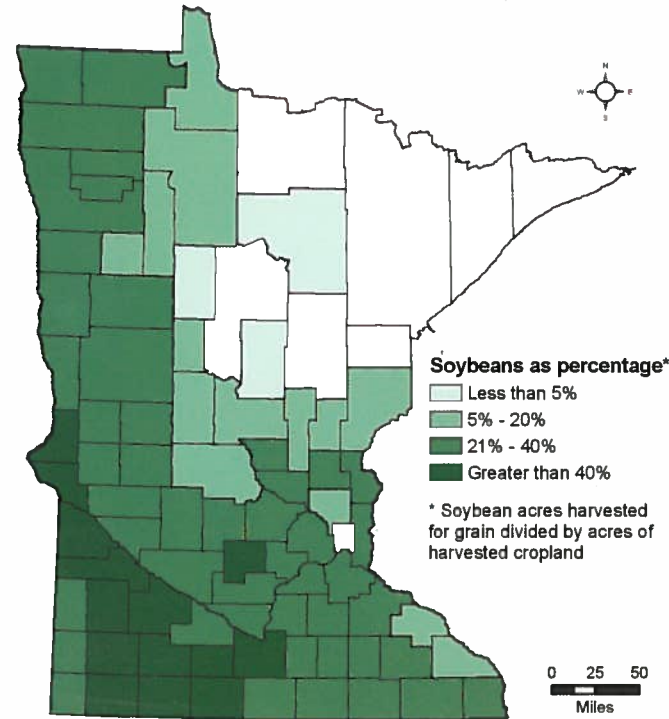 N
W E
S
Soybeans as percentage*
Less than 5%
5% - 20%
21% - 40%
Greater than 40%
* Soybean acres harvested
for grain divided by acres of
harvested cropland
0 25 50
Miles